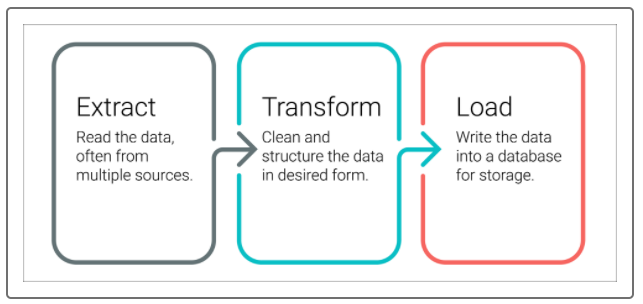 Extract
Read the data,
often from
multiple sources.
Transform
Clean and
structure the data
in desired form.
Load
Write the data
into a database
for storage.